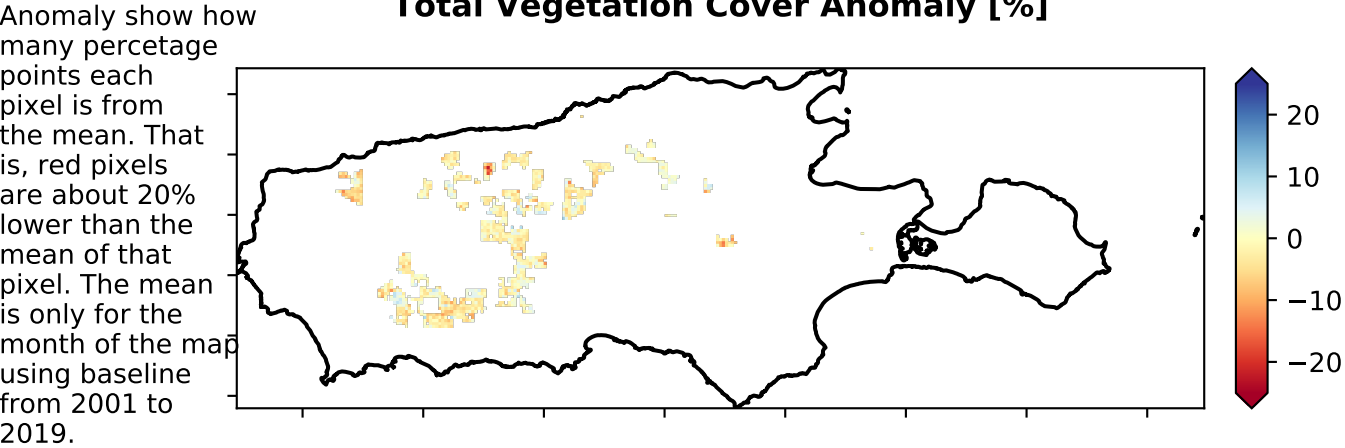 Total Vegetation Cover Anomaly [%]
Anomaly show how
many percetage
points each
pixel is from
the mean. That
is, red pixels
are about 20%
lower than the
mean of that
pixel. The mean
is only for the
month of the map
using baseline
from 2001 to
2019.
20
10
0
−10
−20